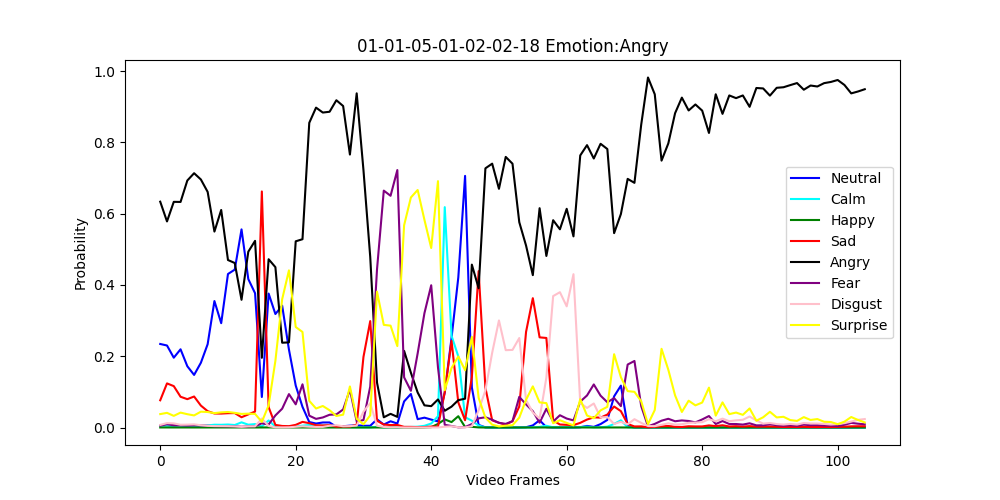 01-01-05-01-02-02-18 Emotion:Angry
1.0
0.8
0.6
0.4
0.2
0.0
Probability
Neutral
Calm
Happy
Sad
Angry
Fear
Disgust
Surprise
0 20 40 60 80 100
Video Frames